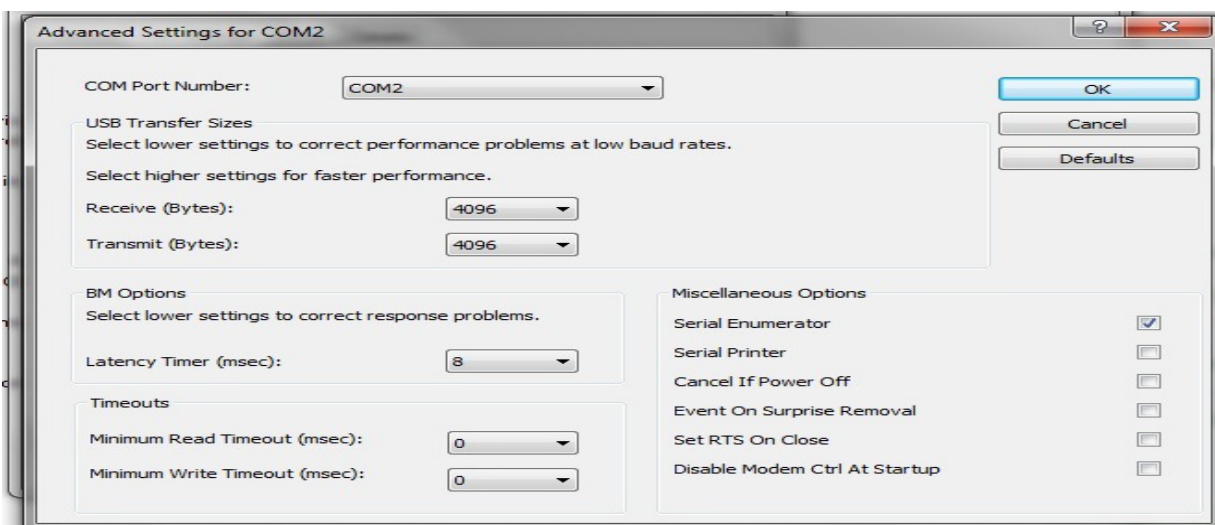 Advanced Settings for COM2
COM Port Number: COM2
OK
USB Transfer Sizes
Cancel
Select lower settings to correct performance problems at low baud rates.
Defaults
Select higher settings for faster performance.
Receive (Bytes): 4096
Transmit (Bytes): 4096
BM Options
Select lower settings to correct response problems.
Latency Timer (msec): 8
Timeouts
Minimum Read Timeout (msec): 0
Minimum Write Timeout (msec): 0
Miscellaneous Options
Serial Enumerator
Serial Printer
Cancel If Power Off
Event On Surprise Removal
Set RTS On Close
Disable Modem Ctrl At Startup